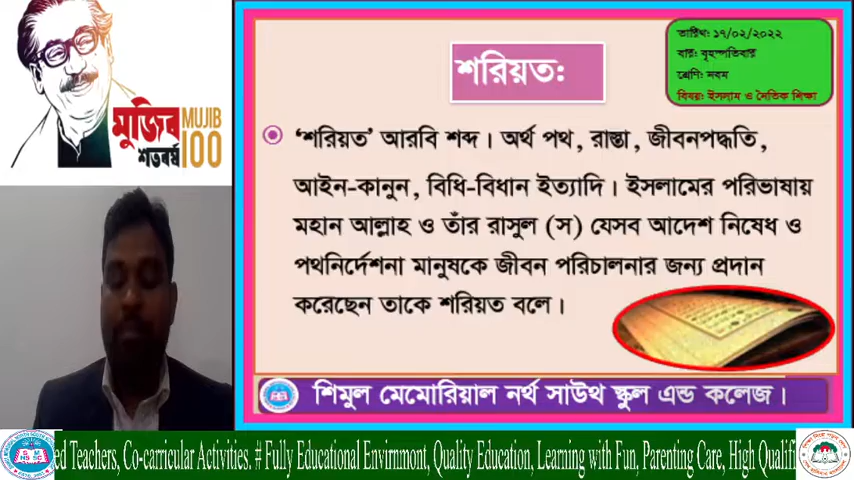 মুজিব
শতবর্ষ
MUJIB
100
শরিয়ত:
তারিখ: ১৭/০২/২০২২
বার: বৃহস্পতিবার
শ্রেণি: নবম
বিষয়: ইসলাম ও নৈতিক শিক্ষা
‘শরিয়ত’ আরবি শব্দ। অর্থ পথ, রাস্তা, জীবনপদ্ধতি,
আইন-কানুন, বিধি-বিধান ইত্যাদি। ইসলামের পরিভাষায়
মহান আল্লাহ ও তাঁর রাসুল (স) যেসব আদেশ নিষেধ ও
পথনির্দেশনা মানুষকে জীবন পরিচালনার জন্য প্রদান
করেছেন তাকে শরিয়ত বলে।
শিমুল মেমোরিয়াল নর্থ সাউথ স্কুল এন্ড কলেজ।
ed Teachers, Co-carricular Activities. # Fully Educational Envirnment, Quality Education, Learning with Fun, Parenting Care, High Qualifi